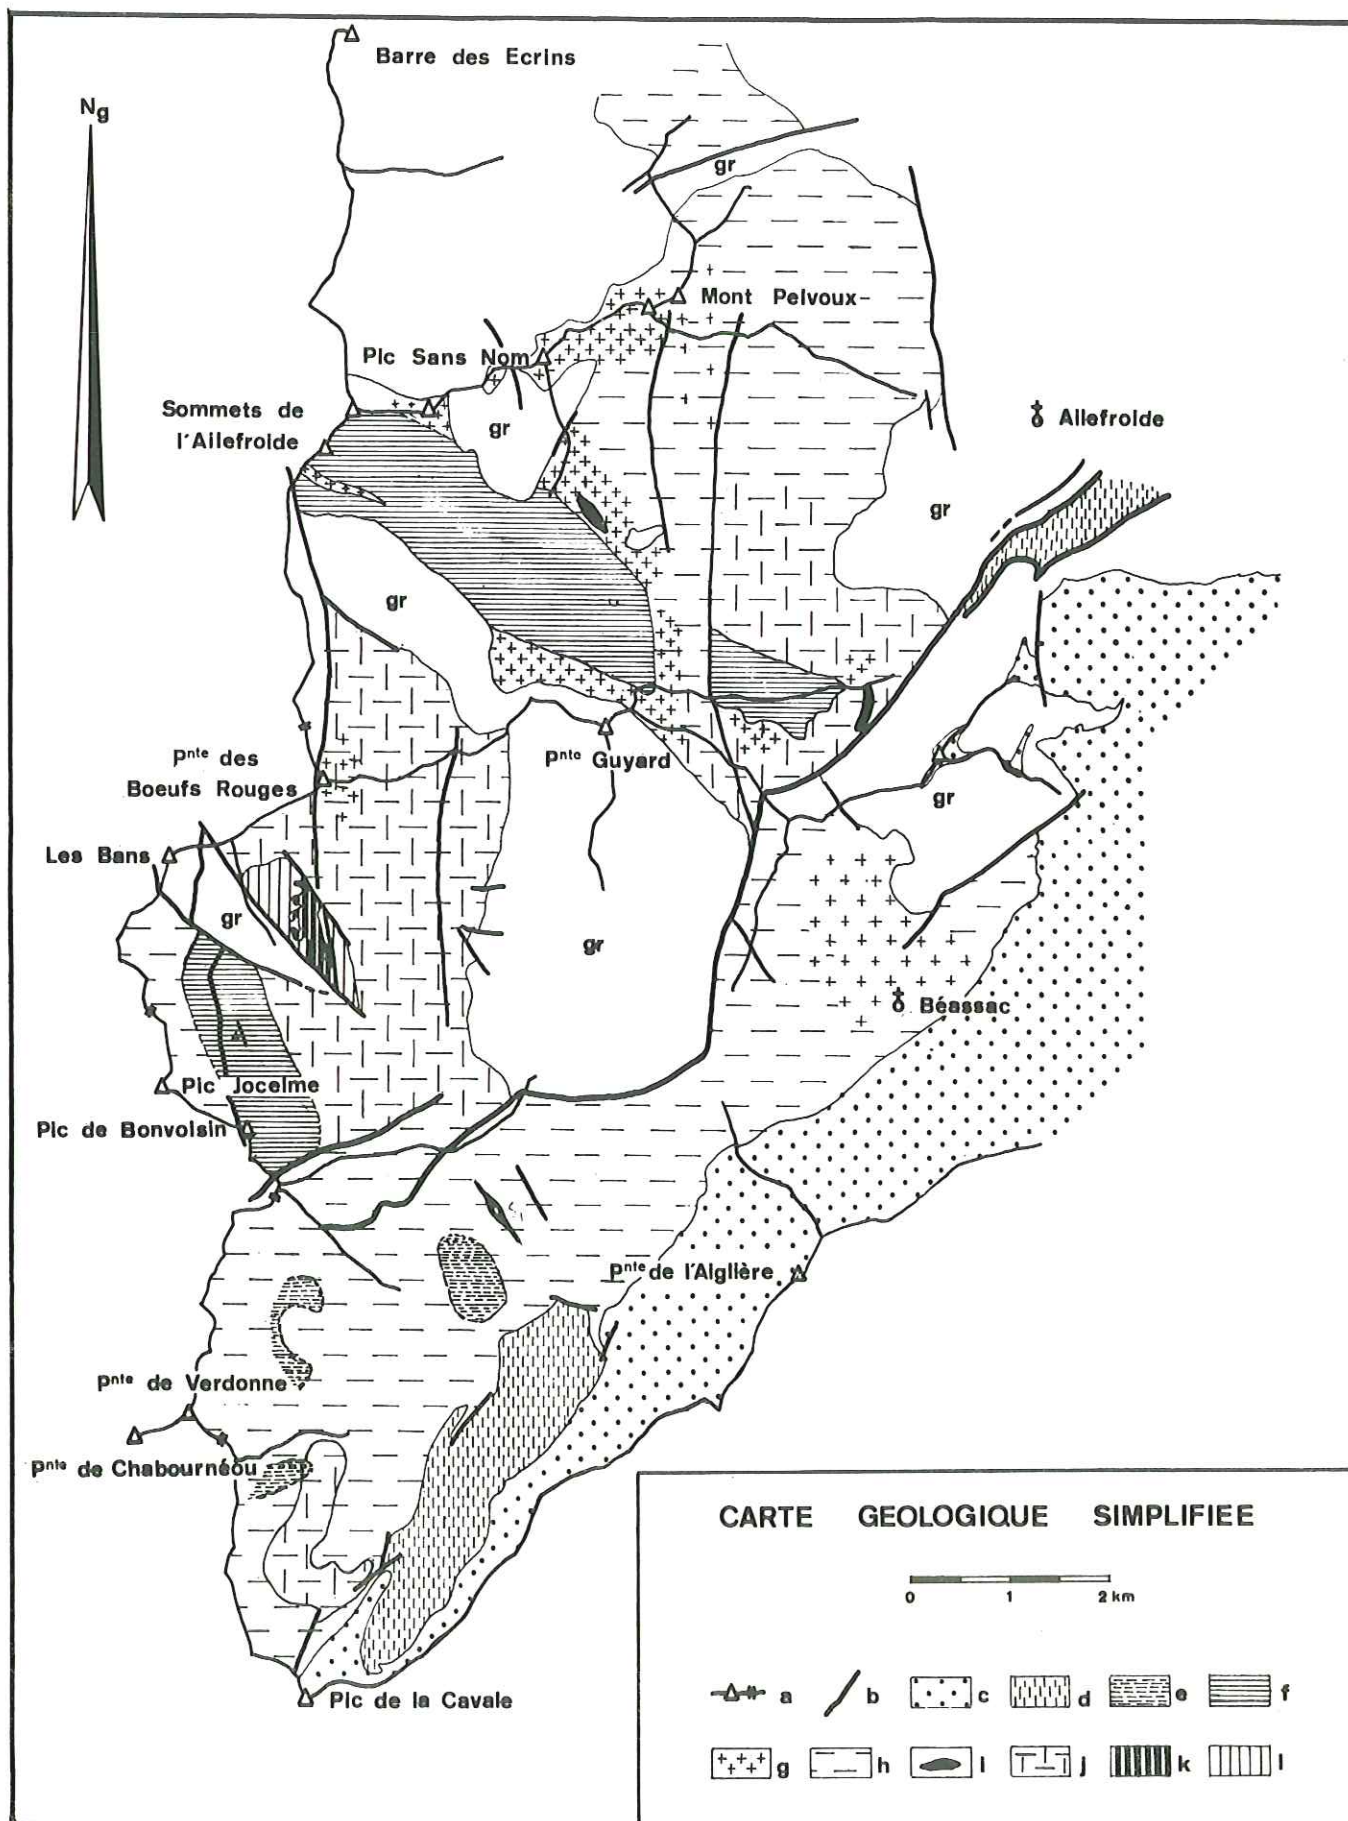 Barre des Ecrins
Ng
gr
Mont Pelvoux
Pic Sans Nom
Sommets de
l'Ailefroide
gr
Ailefroide
gr
gr
Pnte des
Boeufs Rouges
Pnte Guyard
gr
Les Bans
gr
gr
Béassac
Pic Jocelme
Pic de Bonvoisin
Pnte de l'Aiglière
Pnte de Verdonne
Pnte de Chabournéou
Pic de la Cavale
CARTE GEOLOGIQUE SIMPLIFIEE
0 1 2 km
a b c d e f
g h i j k l